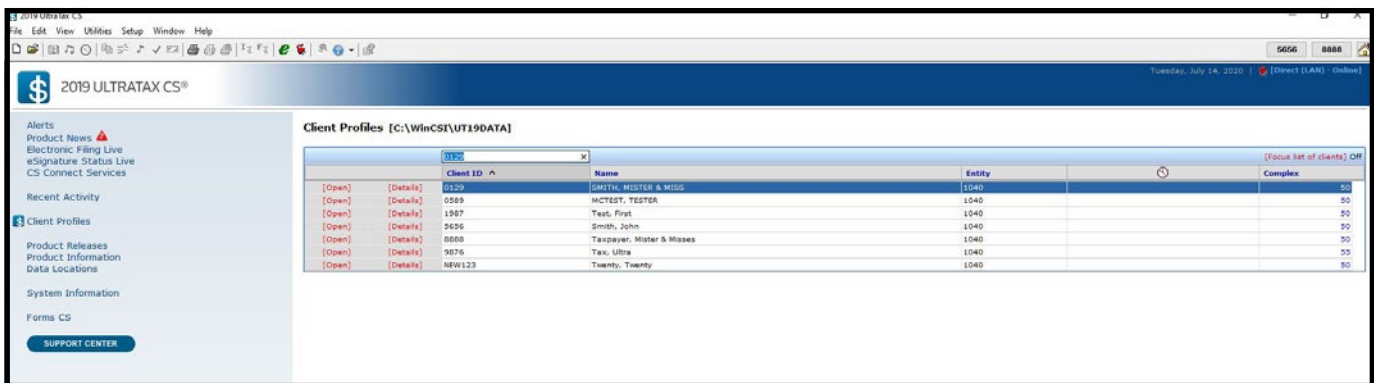 2019 UltraTax CS
File Edit View Utilities Setup Window Help
5656 8888
Tuesday, July 14, 2020 | [Direct (LAN) - Online]
2019 ULTRATAX CS®
Alerts
Product News
Electronic Filing Live
eSignature Status Live
CS Connect Services
Recent Activity
Client Profiles
Product Releases
Product Information
Data Locations
System Information
Forms CS
SUPPORT CENTER
Client Profiles [C:\WinCSI\UT19DATA]
0129 x [Focus list of clients] Off
Client ID ^ Name Entity Complex
[Open] [Details] 0129 SMITH, MISTER & MISS 1040 50
[Open] [Details] 0589 MCTEST, TESTER 1040 50
[Open] [Details] 1987 Test, First 1040 50
[Open] [Details] 5656 Smith, John 1040 50
[Open] [Details] 8888 Taxpayer, Mister & Misses 1040 50
[Open] [Details] 9876 Tax, Ultra 1040 55
[Open] [Details] NEW123 Twenty, Twenty 1040 50